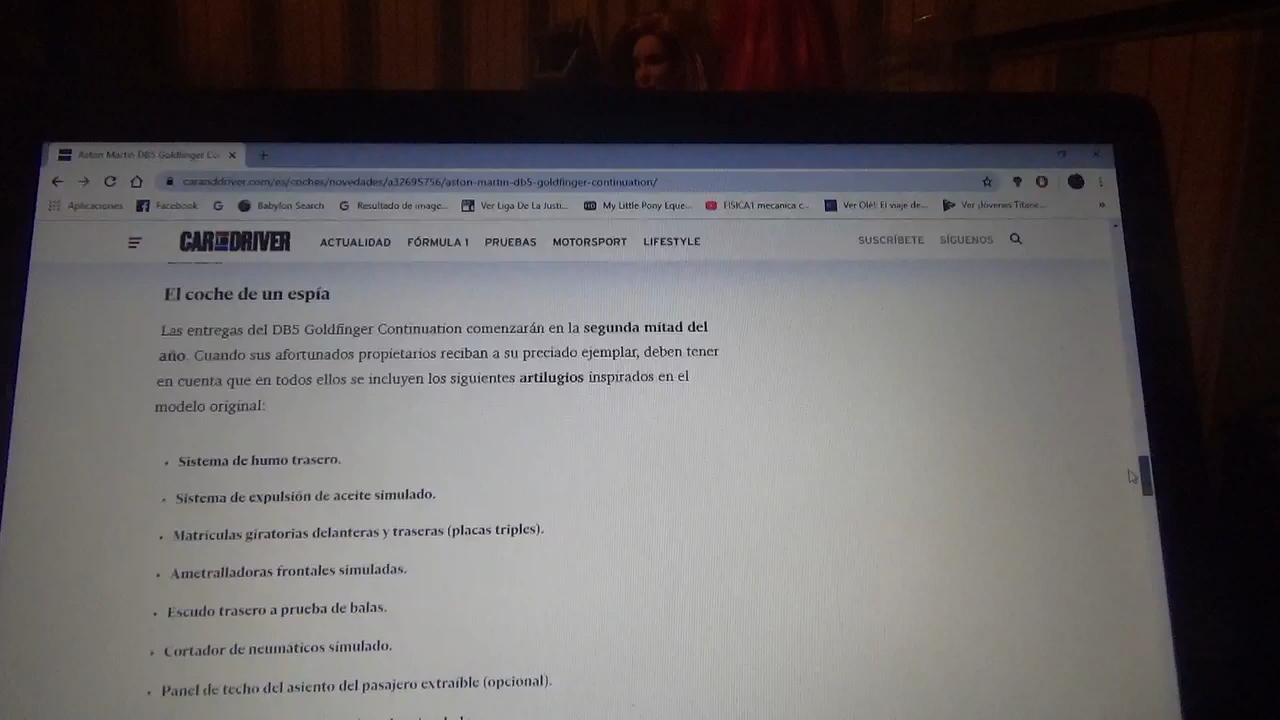 Aston Martin DB5 Goldfinger Co
caranddriver.com/es/coches/novedades/a32695756/aston-martin-db5-goldfinger-continuation/
Aplicaciones Facebook Babylon Search Resultado de image... Ver Liga De La Justi... My Little Pony Eque... FISICA1 mecanica c... Ver Olé! El viaje de... Ver Jóvenes Titane... »
CAR AND DRIVER ACTUALIDAD FÓRMULA 1 PRUEBAS MOTORSPORT LIFESTYLE SUSCRÍBETE SÍGUENOS
El coche de un espía
Las entregas del DB5 Goldfinger Continuation comenzarán en la segunda mitad del
año. Cuando sus afortunados propietarios reciban a su preciado ejemplar, deben tener
en cuenta que en todos ellos se incluyen los siguientes artilugios inspirados en el
modelo original:
• Sistema de humo trasero.
• Sistema de expulsión de aceite simulado.
• Matrículas giratorias delanteras y traseras (placas triples).
• Ametralladoras frontales simuladas.
• Escudo trasero a prueba de balas.
• Cortador de neumáticos simulado.
• Panel de techo del asiento del pasajero extraíble (opcional).